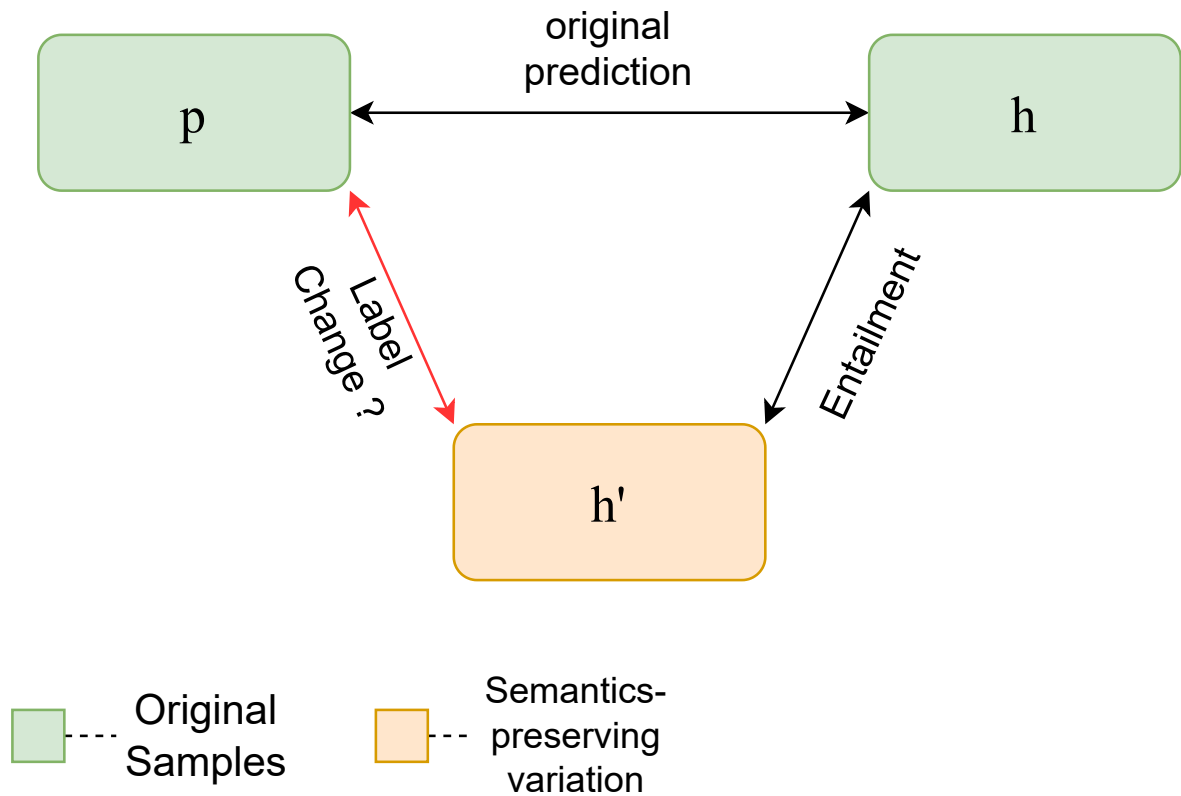 original
prediction
p
h
Label
Change ?
Entailment
h'
Original
Samples
Semantics-
preserving
variation